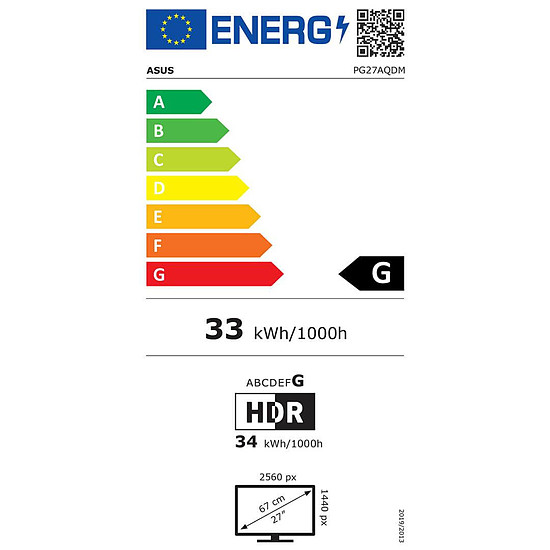 ENERG
ASUS PG27AQDM
A
B
C
D
E
F
G G
33 kWh/1000h
ABCDEFG
HDR
34 kWh/1000h
2560 px
1440 px
67 cm
27"
2019/2013